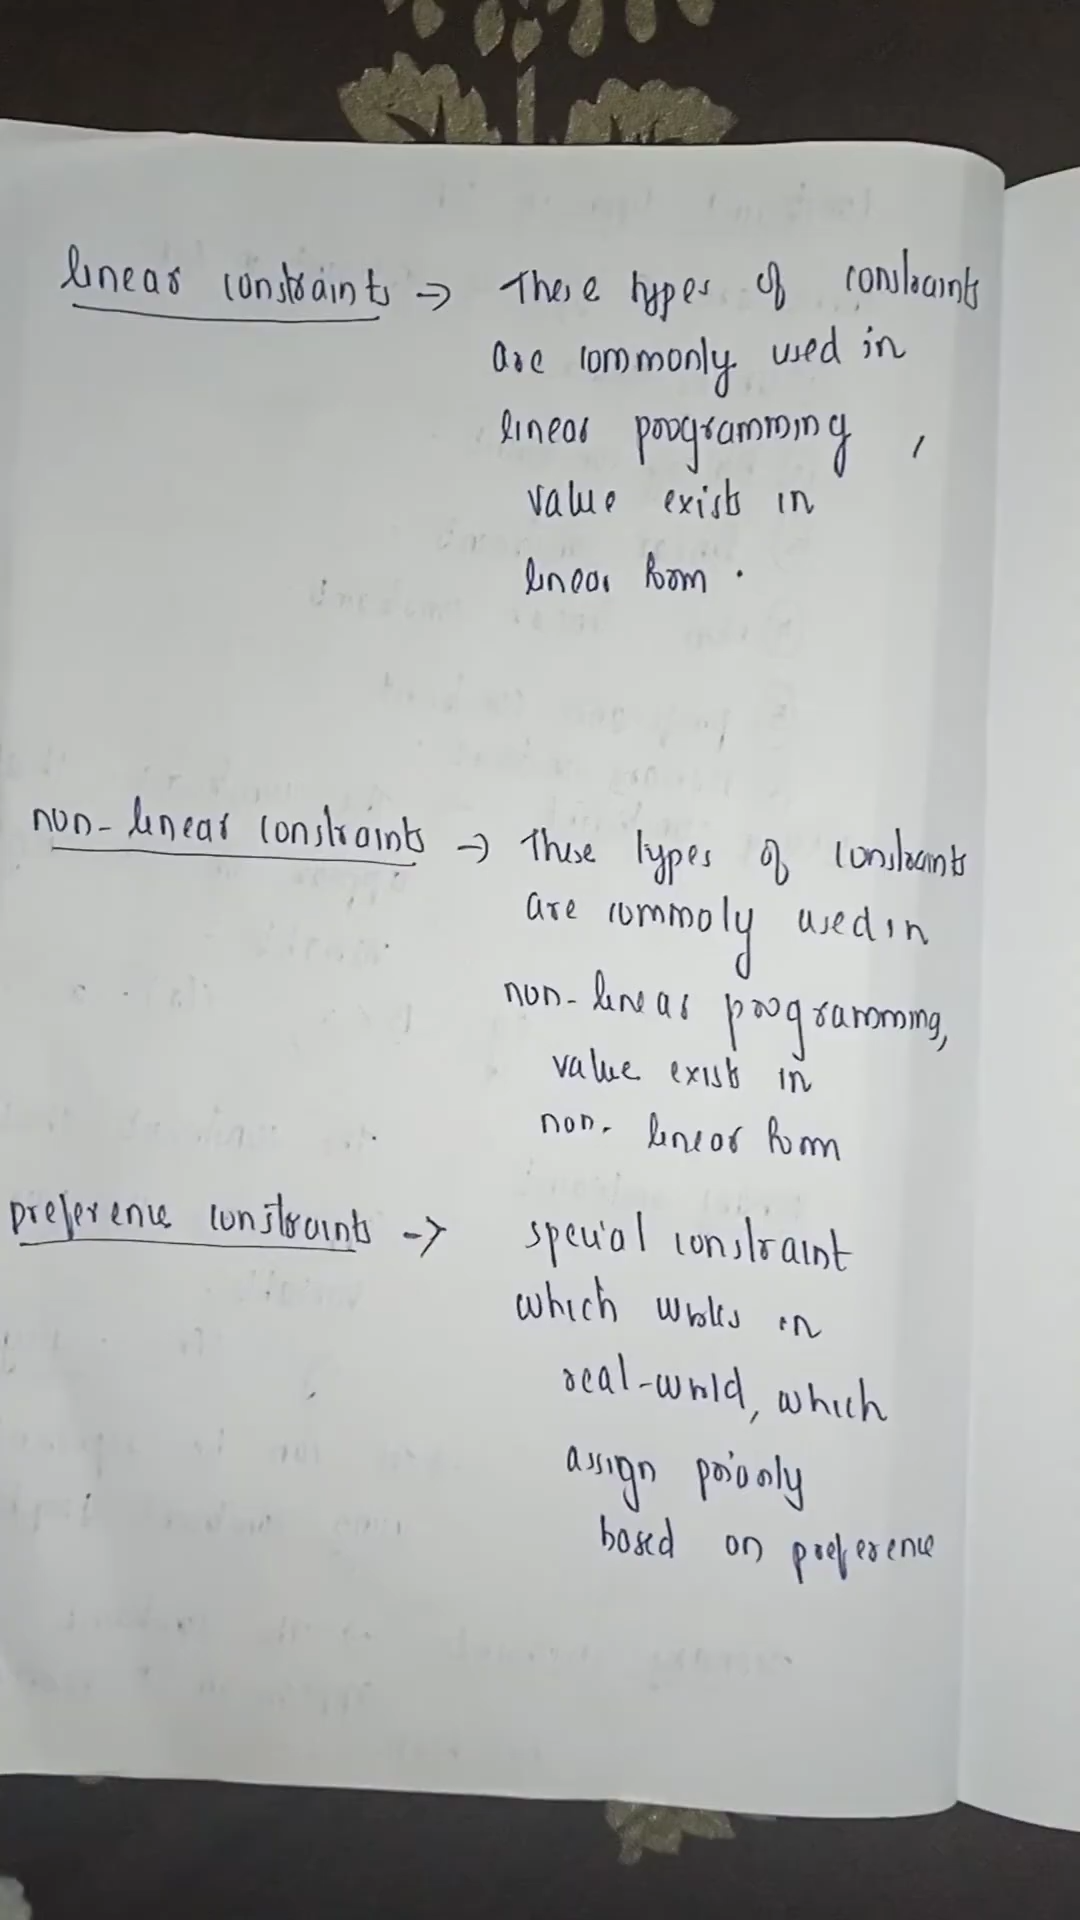 linear constraints → These types of constraints
are commonly used in
linear programming,
value exists in
linear form.
non-linear constraints → These types of constraints
are commoly used in
non-linear programming,
value exists in
non-linear form
preference constraints → special constraint
which works in
real-world, which
assign priority
based on preference